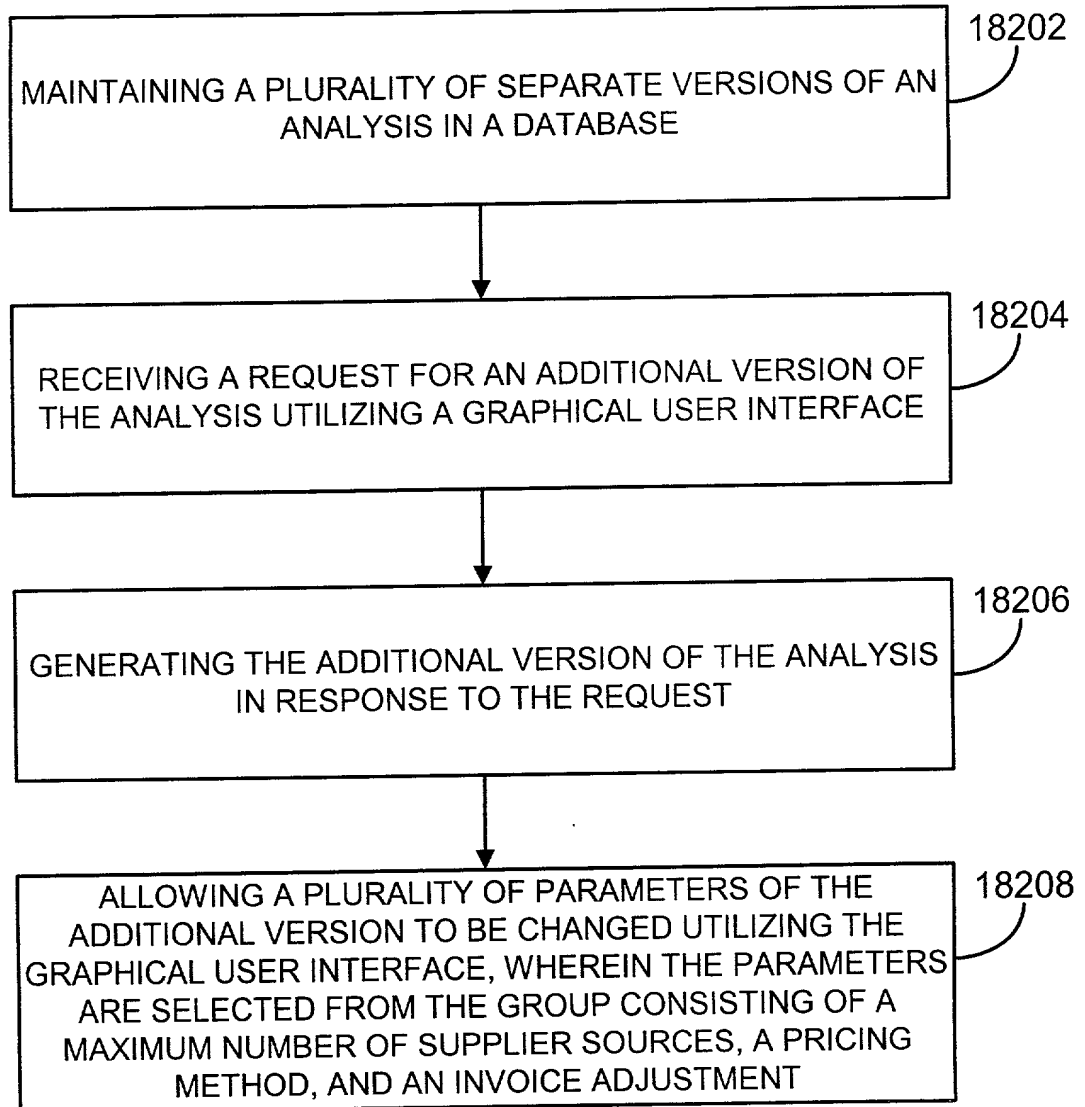 18202
MAINTAINING A PLURALITY OF SEPARATE VERSIONS OF AN
ANALYSIS IN A DATABASE
18204
RECEIVING A REQUEST FOR AN ADDITIONAL VERSION OF
THE ANALYSIS UTILIZING A GRAPHICAL USER INTERFACE
18206
GENERATING THE ADDITIONAL VERSION OF THE ANALYSIS
IN RESPONSE TO THE REQUEST
18208
ALLOWING A PLURALITY OF PARAMETERS OF THE
ADDITIONAL VERSION TO BE CHANGED UTILIZING THE
GRAPHICAL USER INTERFACE, WHEREIN THE PARAMETERS
ARE SELECTED FROM THE GROUP CONSISTING OF A
MAXIMUM NUMBER OF SUPPLIER SOURCES, A PRICING
METHOD, AND AN INVOICE ADJUSTMENT